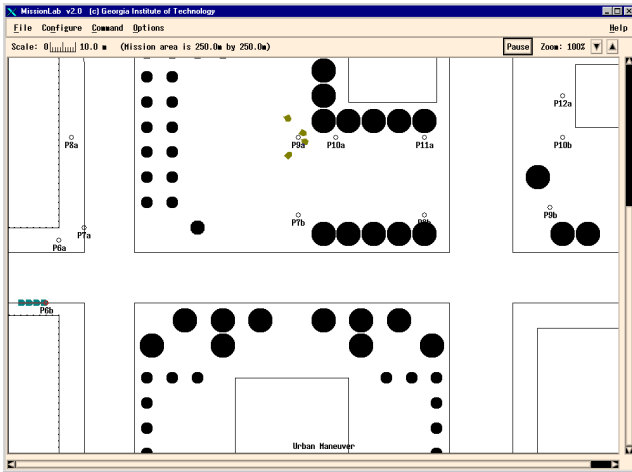 MissionLab v2.0 (c) Georgia Institute of Technology
File Configure Command Options Help
Scale: 0 10.0 m (Mission area is 250.0m by 250.0m) Pause Zoom: 100%
P12a
P8a P9a P10a P11a P10b
P9b
P7b P8b
P7a
P6a
P6b
Urban Maneuver